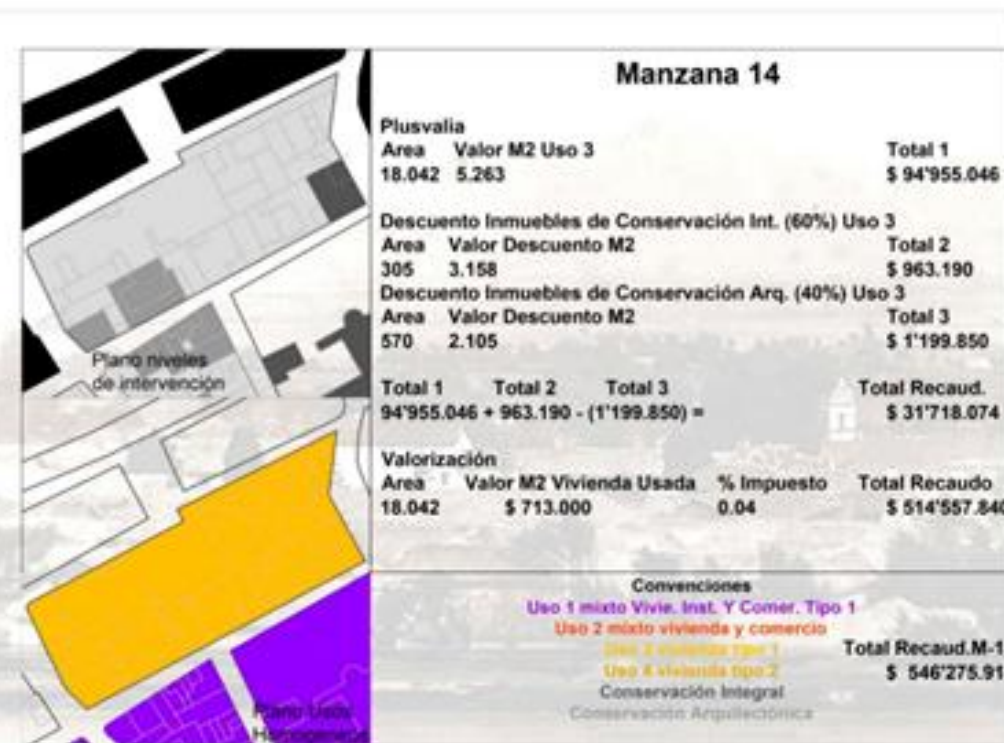 Manzana 14
Plusvalia
Area Valor M2 Uso 3 Total 1
18.042 5.263 $ 94'955.046
Descuento Inmuebles de Conservación Int. (60%) Uso 3
Area Valor Descuento M2 Total 2
305 3.158 $ 963.190
Descuento Inmuebles de Conservación Arq. (40%) Uso 3
Area Valor Descuento M2 Total 3
570 2.105 $ 1'199.850
Total 1 Total 2 Total 3 Total Recaud.
94'955.046 + 963.190 - (1'199.850) = $ 31'718.074
Valorización
Area Valor M2 Vivienda Usada % Impuesto Total Recaudo
18.042 $ 713.000 0.04 $ 514'557.840
Plano niveles
de intervención
Convenciones
Uso 1 mixto Vivie. Inst. Y Comer. Tipo 1
Uso 2 mixto vivienda y comercio
Uso 3 vivienda tipo 1
Uso 4 vivienda tipo 2
Conservación Integral
Conservación Arquitectónica
Total Recaud.M-1
$ 546'275.91
Plano Usos